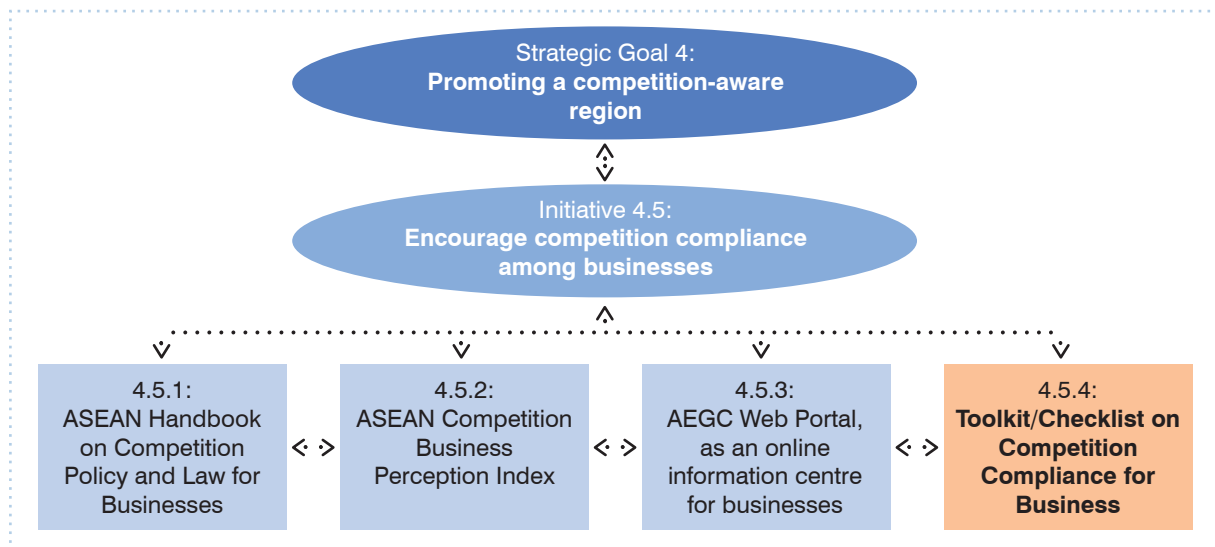 Strategic Goal 4:
Promoting a competition-aware
region
Initiative 4.5:
Encourage competition compliance
among businesses
4.5.1:
ASEAN Handbook
on Competition
Policy and Law for
Businesses
4.5.2:
ASEAN Competition
Business
Perception Index
4.5.3:
AEGC Web Portal,
as an online
information centre
for businesses
4.5.4:
Toolkit/Checklist on
Competition
Compliance for
Business